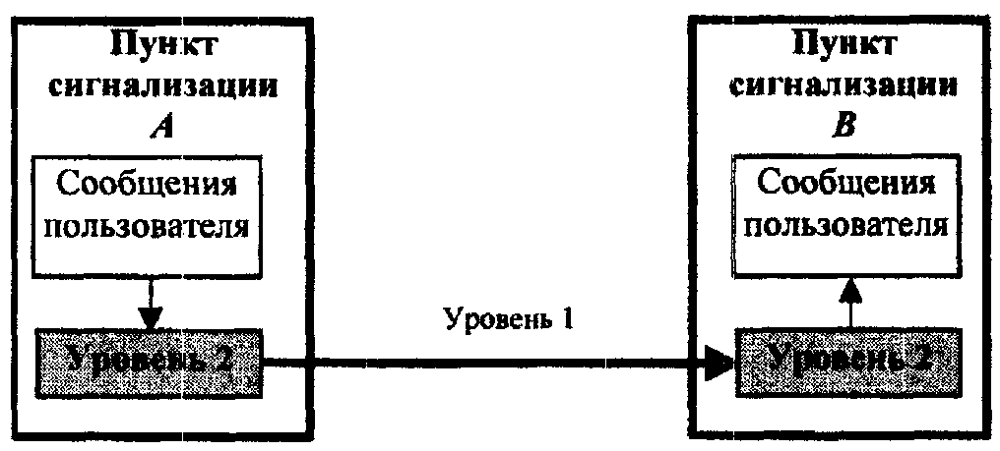 Пункт
сигнализации
A
Сообщения
пользователя
Уровень 2
Уровень 1
Пункт
сигнализации
B
Сообщения
пользователя
Уровень 2